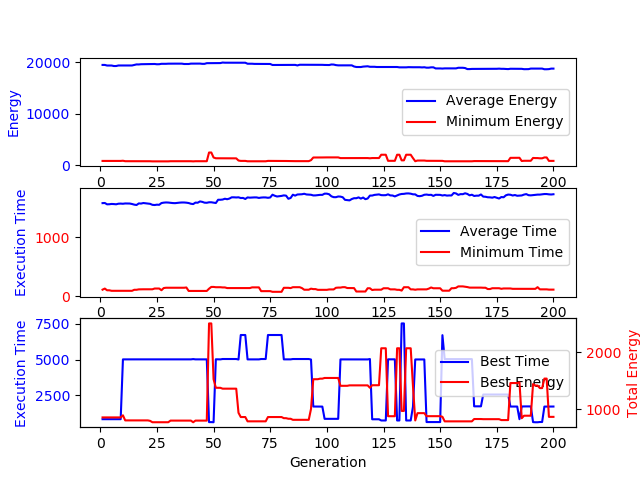 20000
10000
0
Energy
Average Energy
Minimum Energy
0 25 50 75 100 125 150 175 200
1000
0
Execution Time
Average Time
Minimum Time
0 25 50 75 100 125 150 175 200
7500
5000
2500
Execution Time
Best Time
Best Energy
2000
1000
Total Energy
0 25 50 75 100 125 150 175 200
Generation